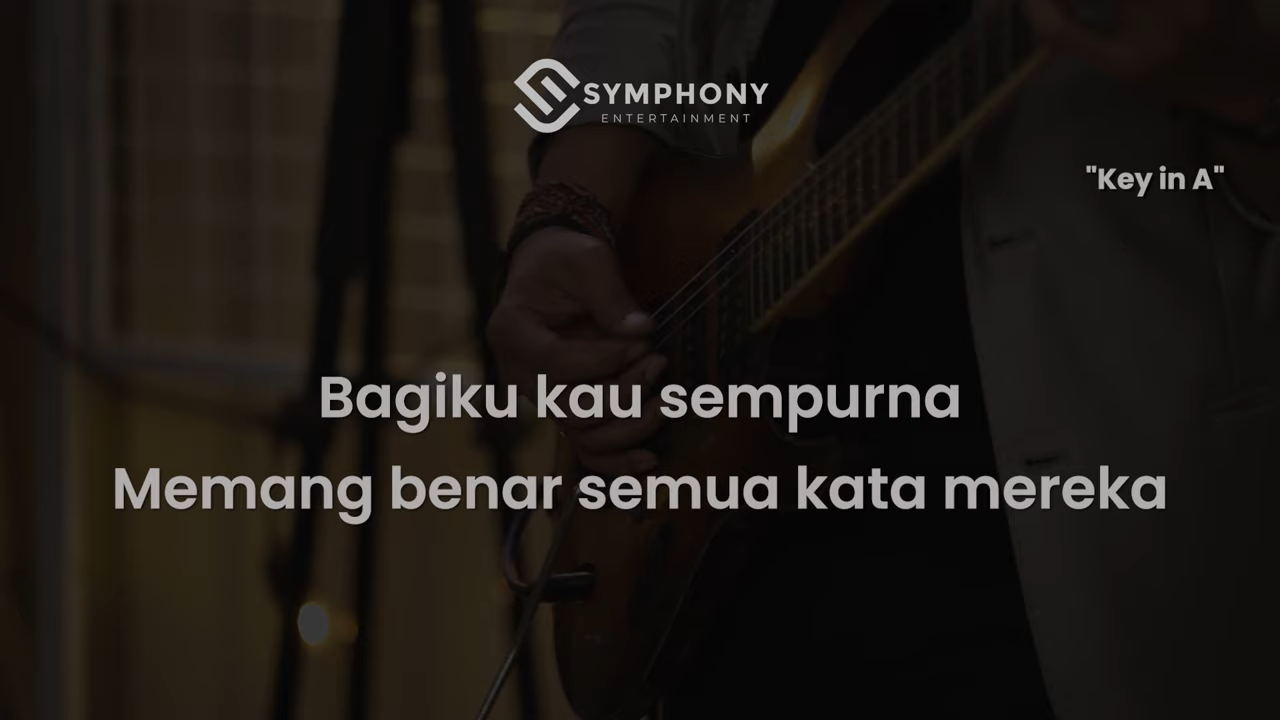 SYMPHONY
ENTERTAINMENT
"Key in A"
Bagiku kau sempurna
Memang benar semua kata mereka